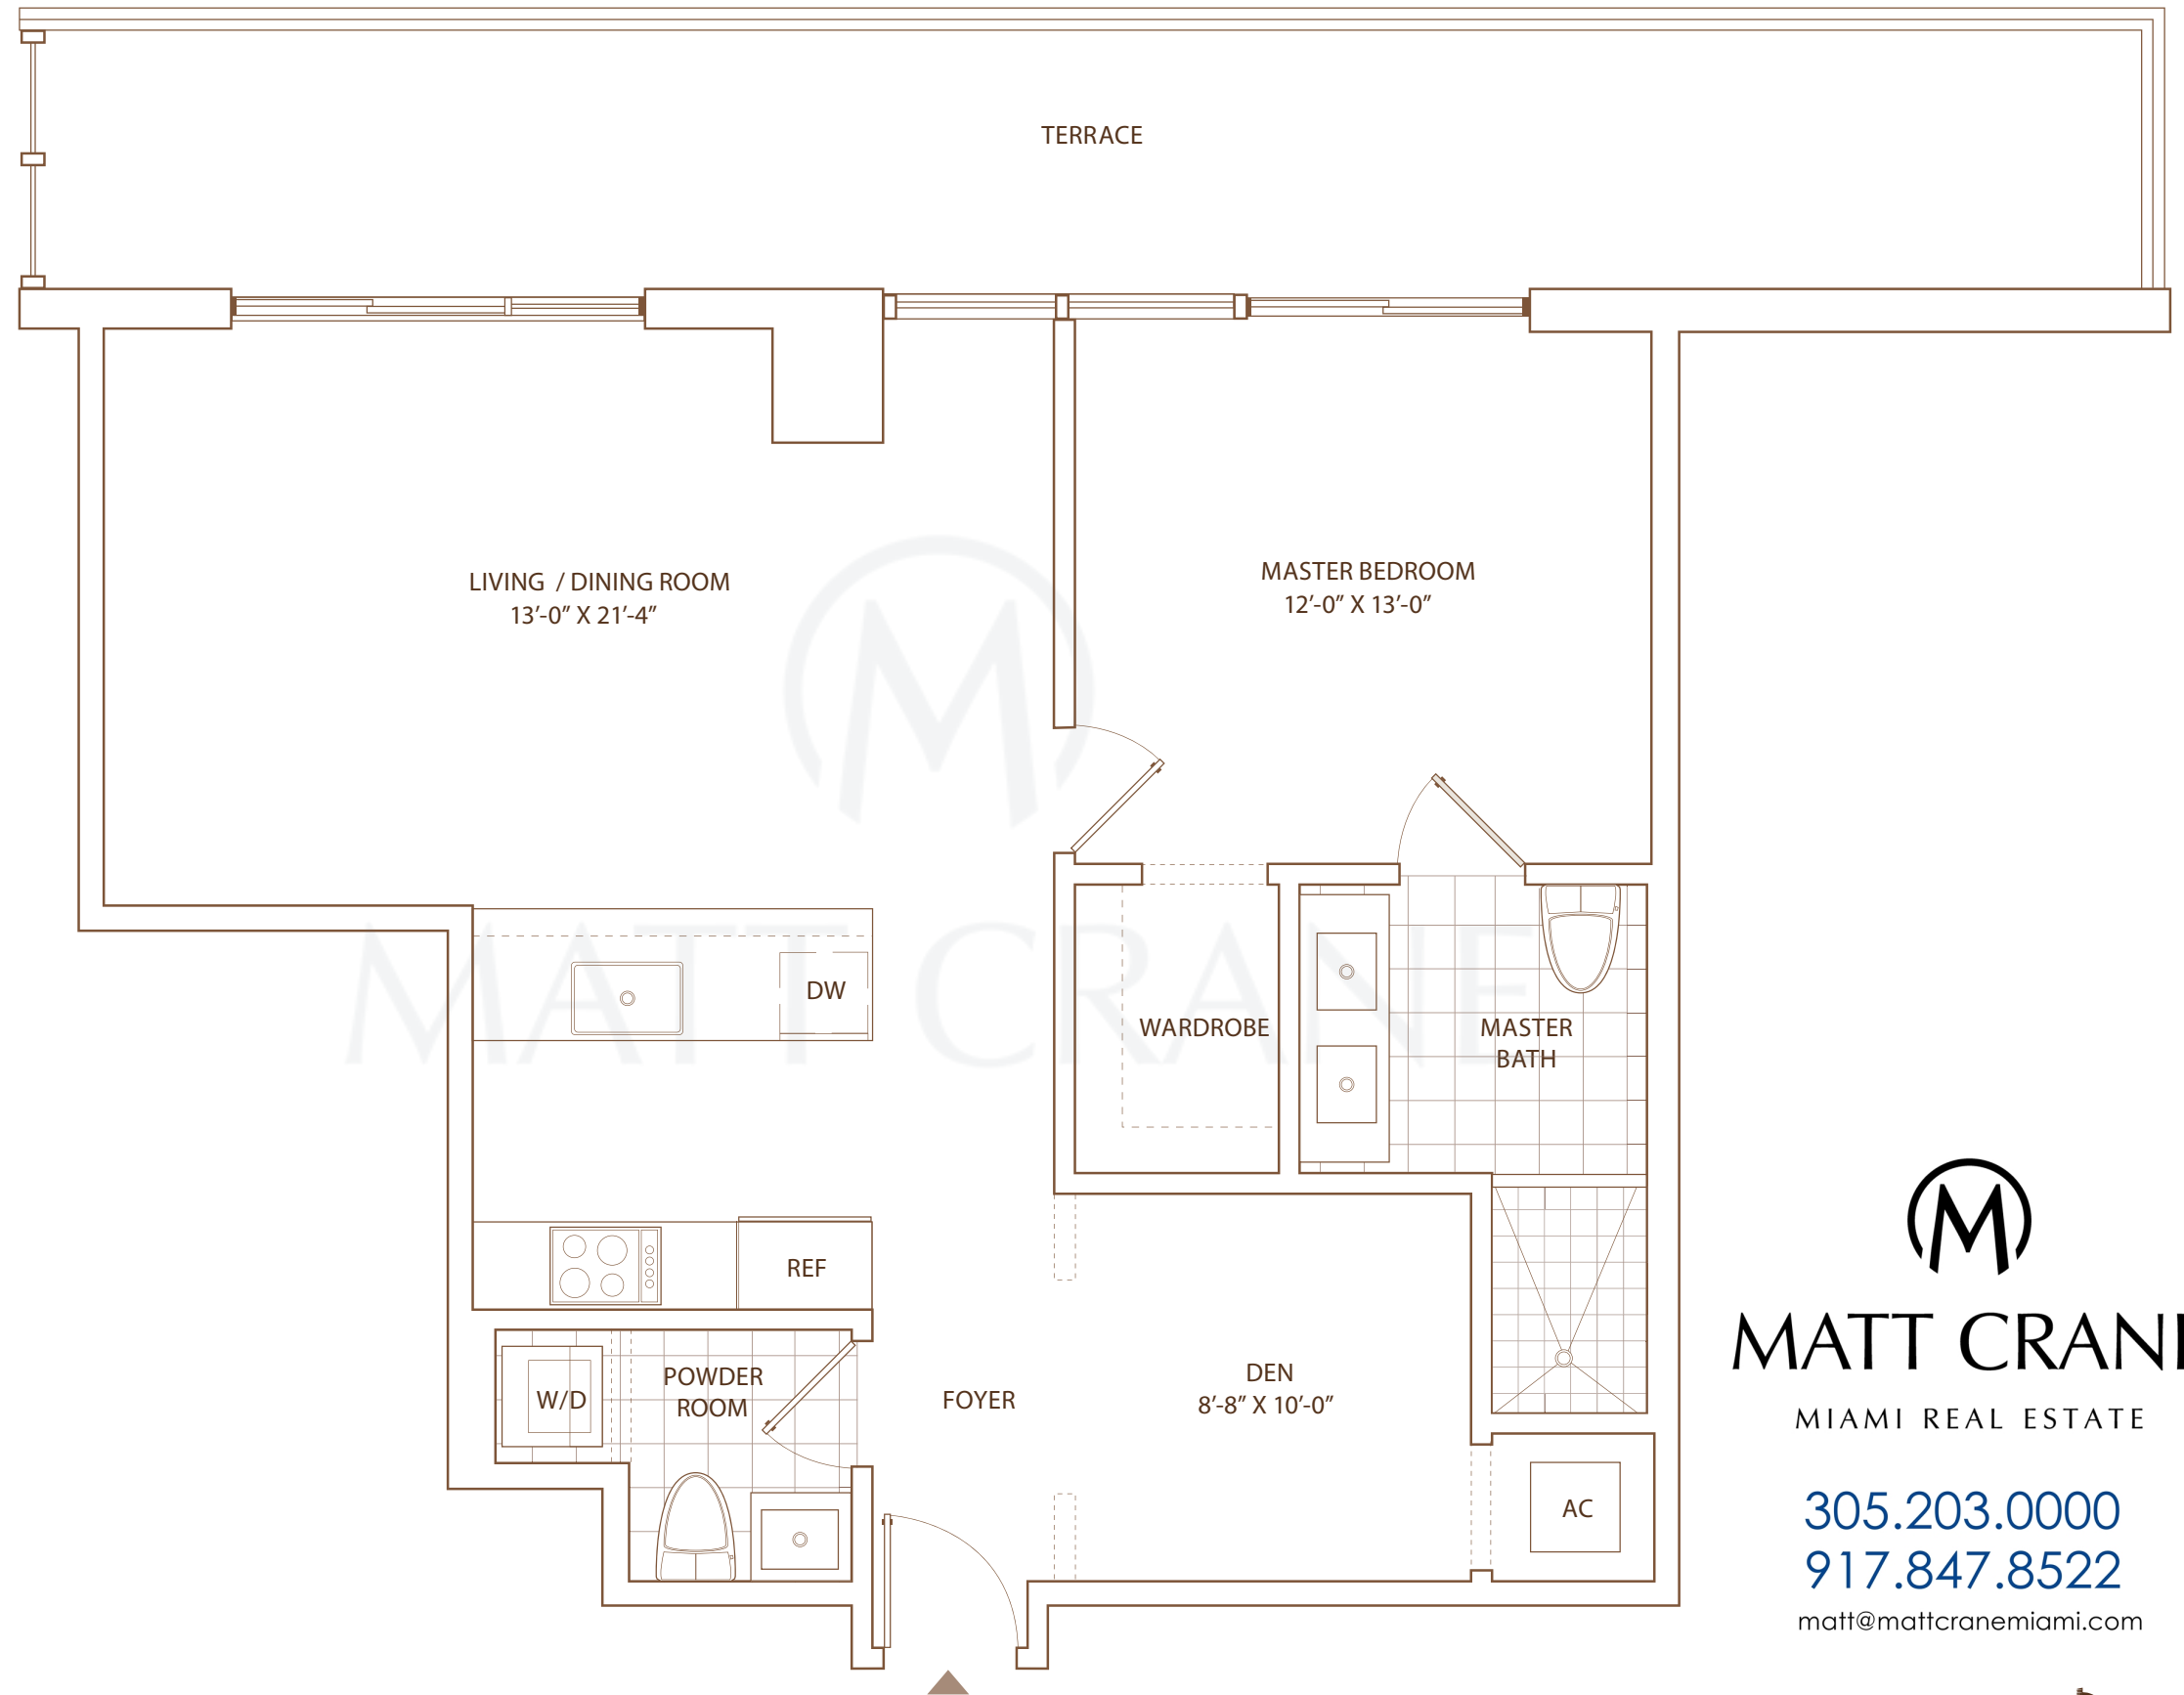 TERRACE
LIVING / DINING ROOM
13’-0” X 21’-4”
MASTER BEDROOM
12’-0” X 13’-0”
MATT CRANE
DW
WARDROBE
MASTER
BATH
REF
POWDER
ROOM
W/D
FOYER
DEN
8’-8” X 10’-0”
AC
MATT CRAN
MIAMI REAL ESTATE
305.203.0000
917.847.8522
matt@mattcranemiami.com